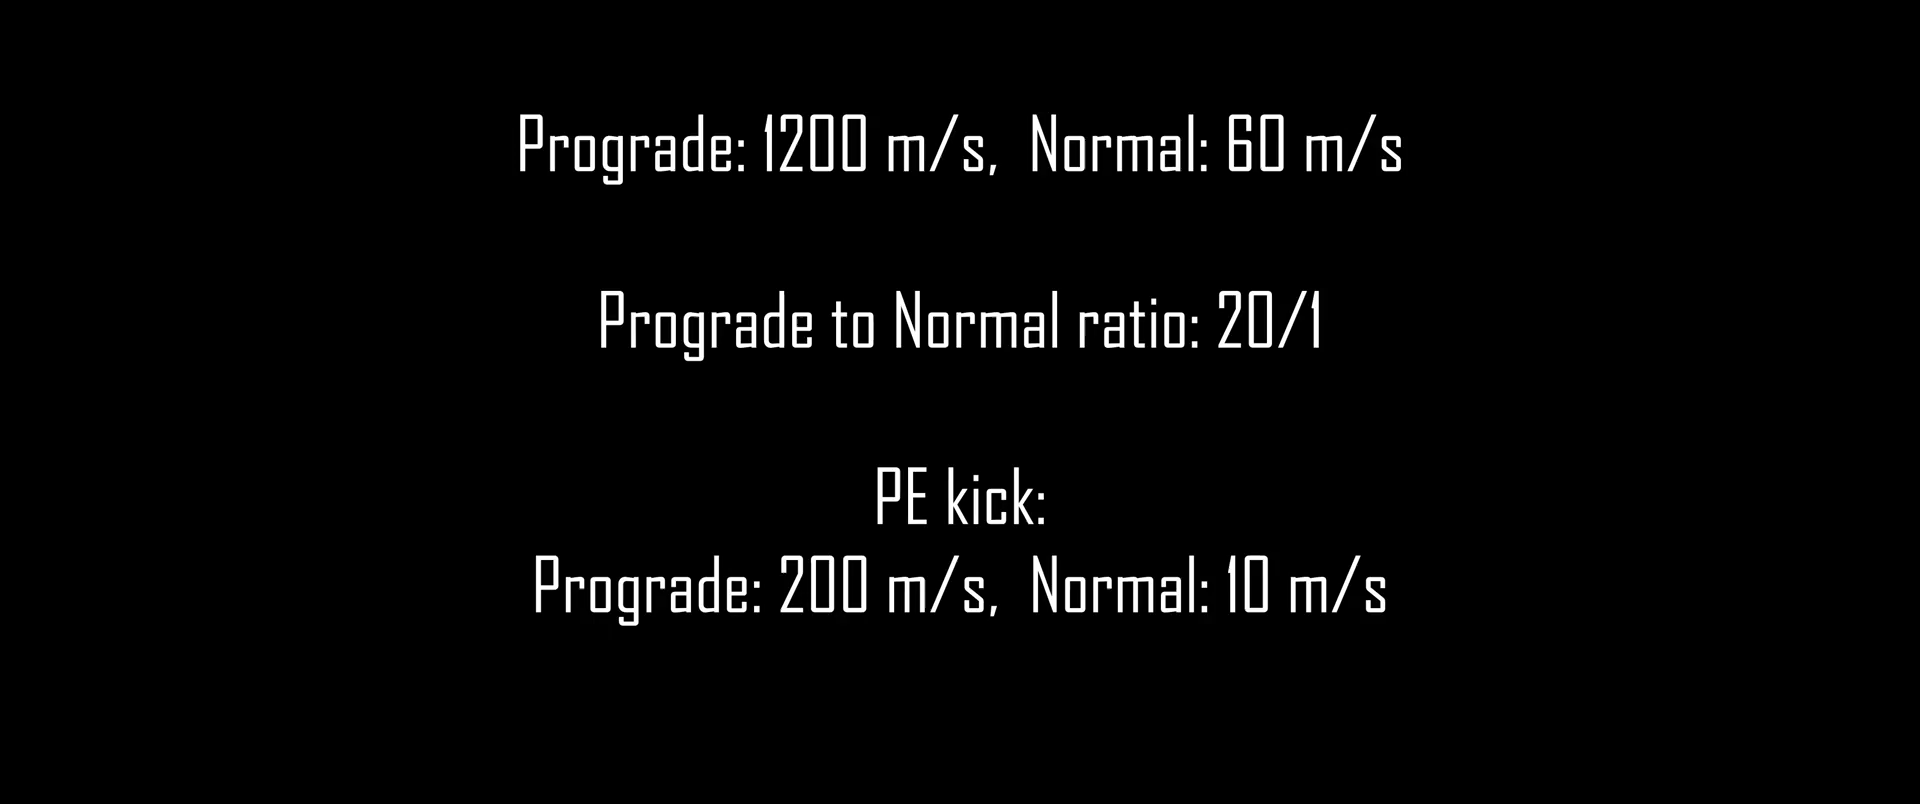 Prograde: 1200 m/s, Normal: 60 m/s
Prograde to Normal ratio: 20/1
PE kick:
Prograde: 200 m/s, Normal: 10 m/s